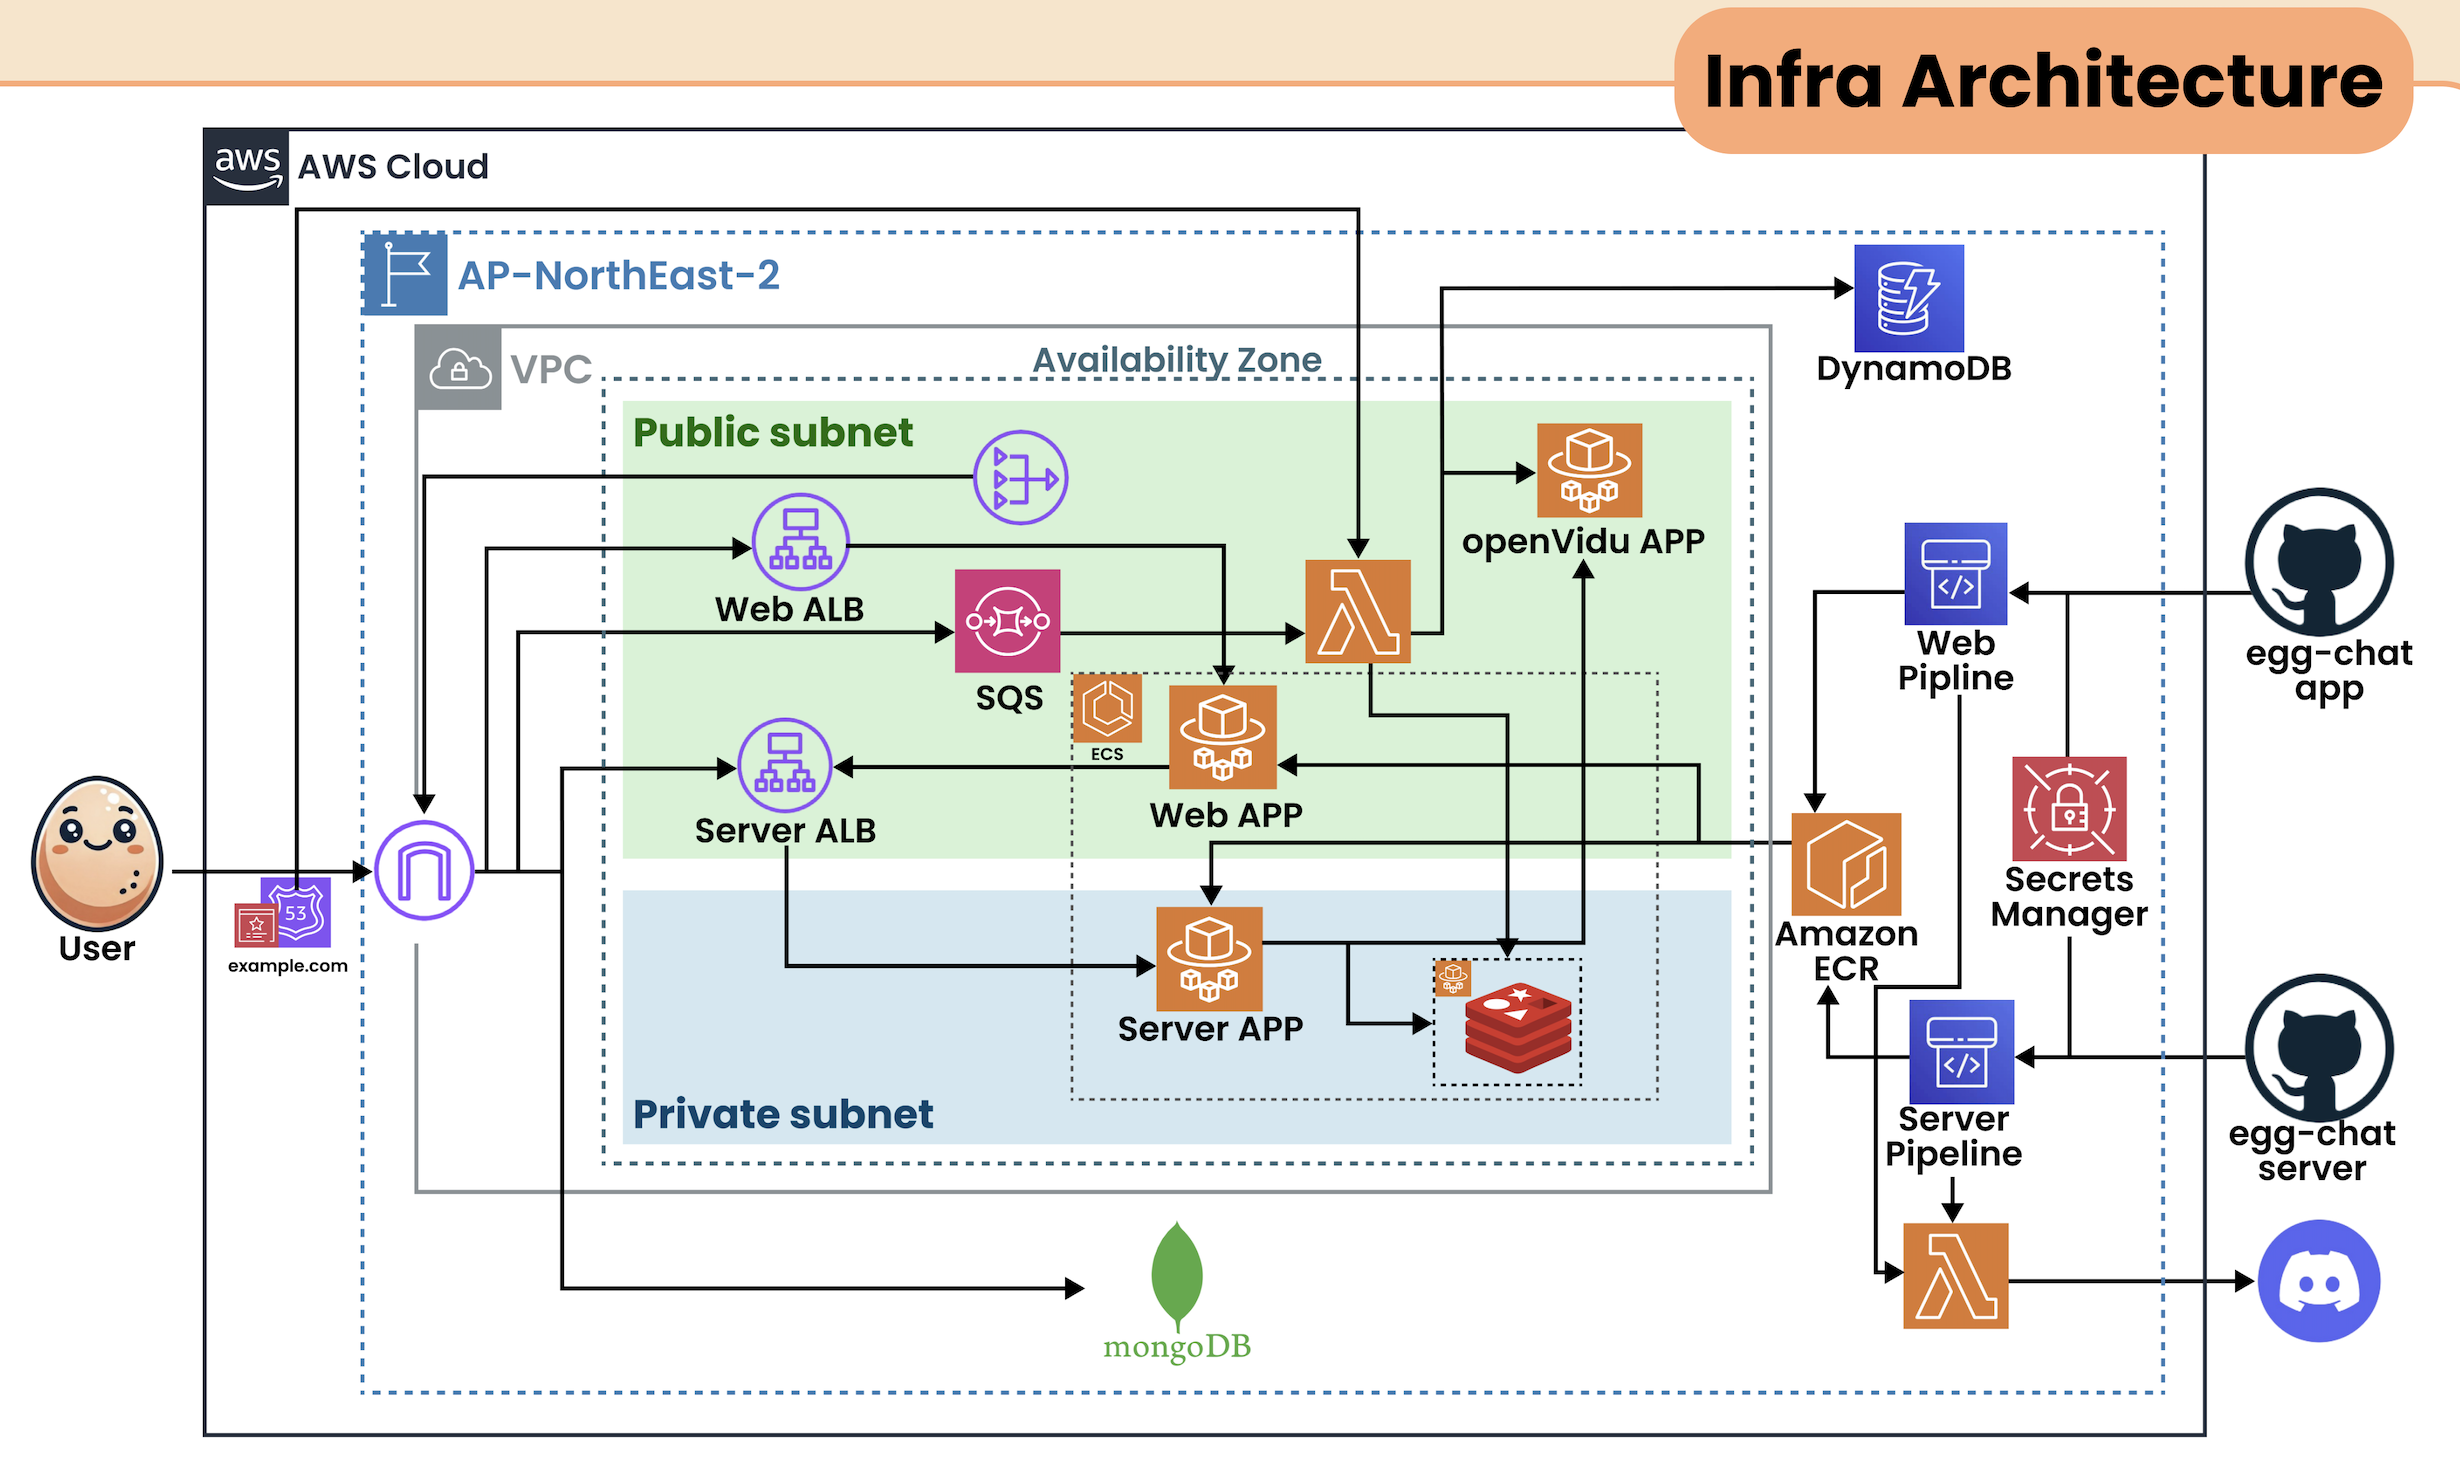 Infra Architecture
aws
AWS Cloud
AP-NorthEast-2
VPC
Availability Zone
DynamoDB
Public subnet
openVidu APP
Web ALB
SQS
ECS
Web APP
Server ALB
Web
Pipline
egg-chat
app
Secrets
Manager
User
53
example.com
Amazon
ECR
Server APP
Private subnet
Server
Pipeline
egg-chat
server
mongoDB